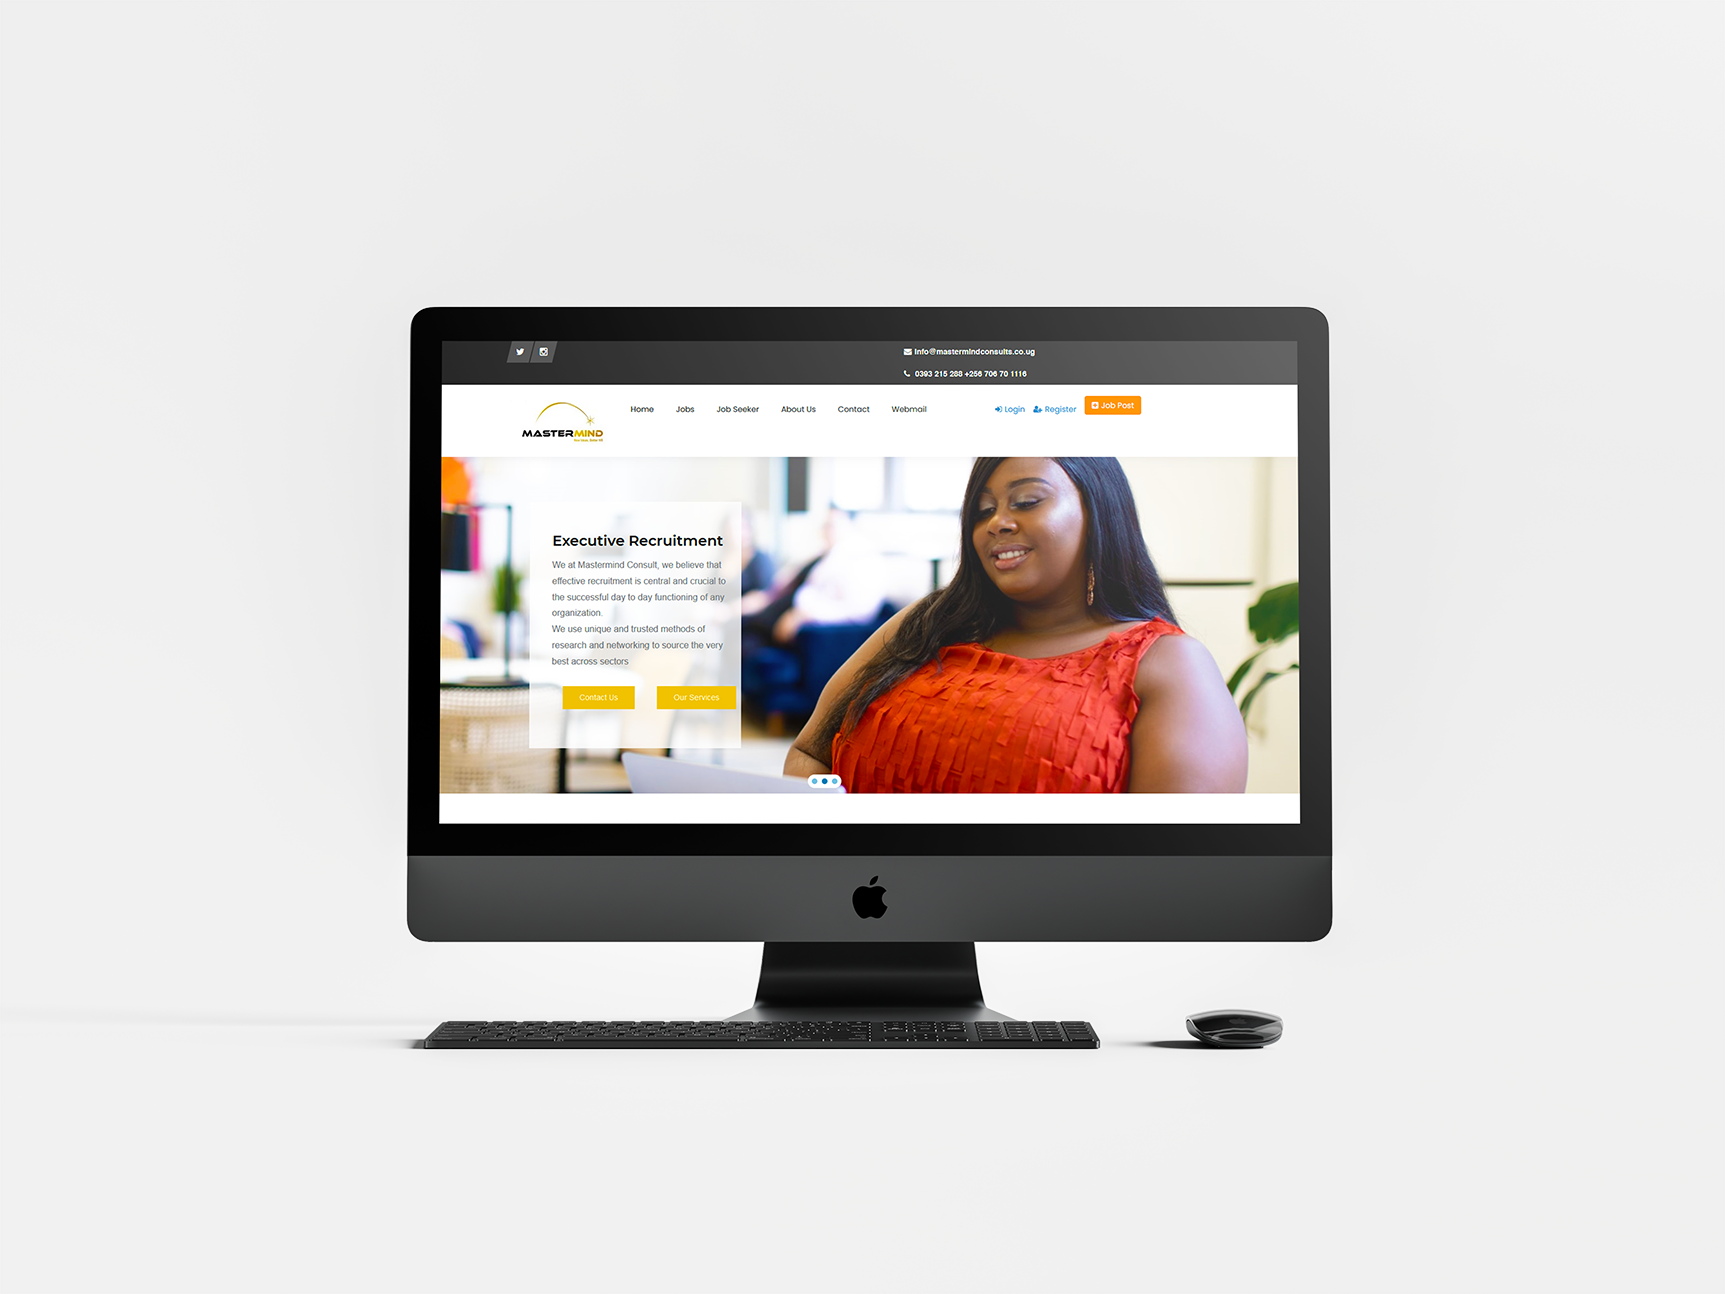 info@mastermindconsults.co.ug
0393 215 288 +256 706 70 1116
MASTERMIND
Home Jobs Job Seeker About Us Contact Webmail Login Register Job Post
Executive Recruitment
We at Mastermind Consult, we believe that
effective recruitment is central and crucial to
the successful day to day functioning of any
organization.
We use unique and trusted methods of
research and networking to source the very
best across sectors
Contact Us Our Services